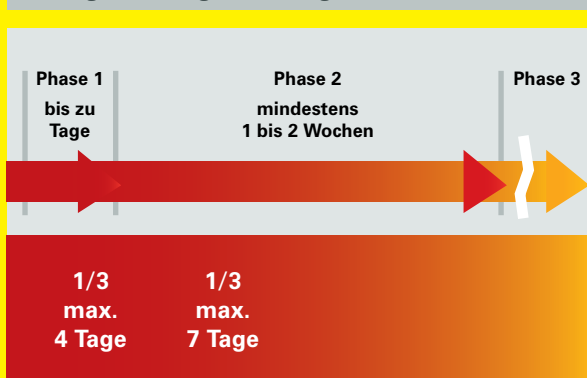 Phase 1
bis zu
Tage
Phase 2
mindestens
1 bis 2 Wochen
Phase 3
1/3
max.
4 Tage
1/3
max.
7 Tage